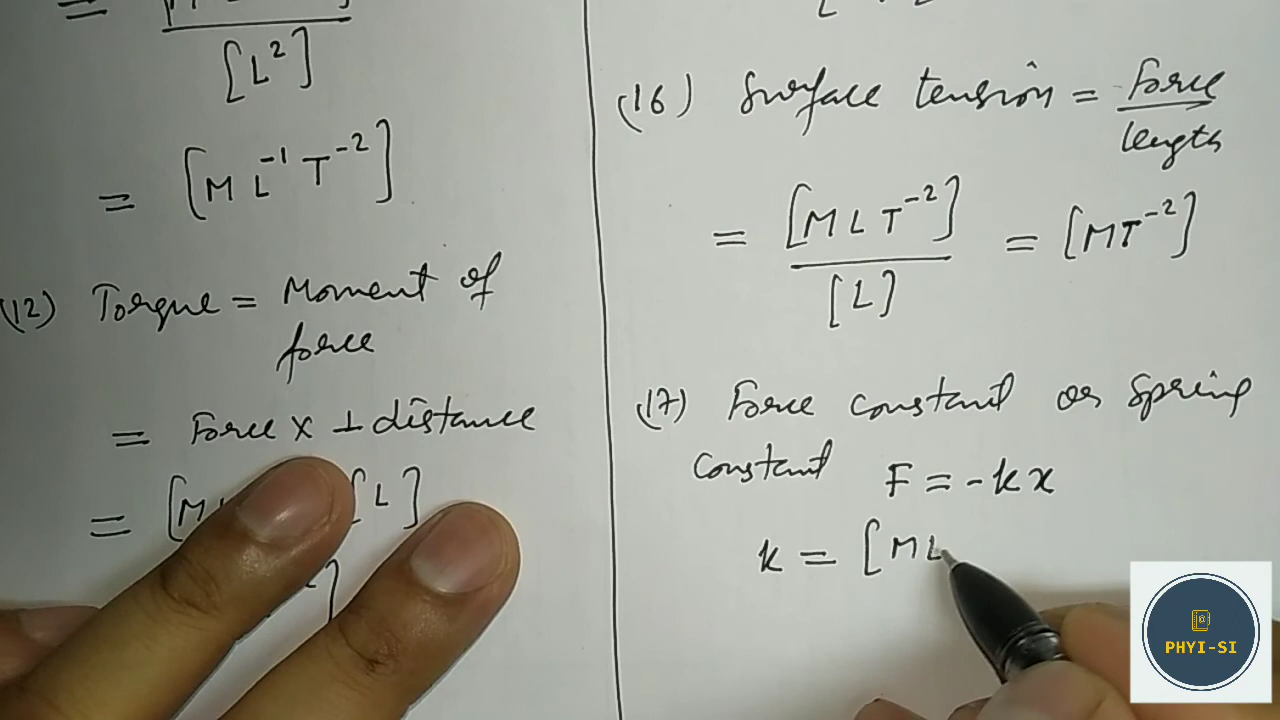 =
[L²]
= [M L⁻¹ T⁻²]
(12) Torque = Moment of
force
= Force x ⊥ distance
= [M [L]
]
(16) Surface tension = Force
length
= [M L T⁻²] = [MT⁻²]
[L]
(17) Force constant or Spring
constant F = -kx
k = [ML
PHYI-SI